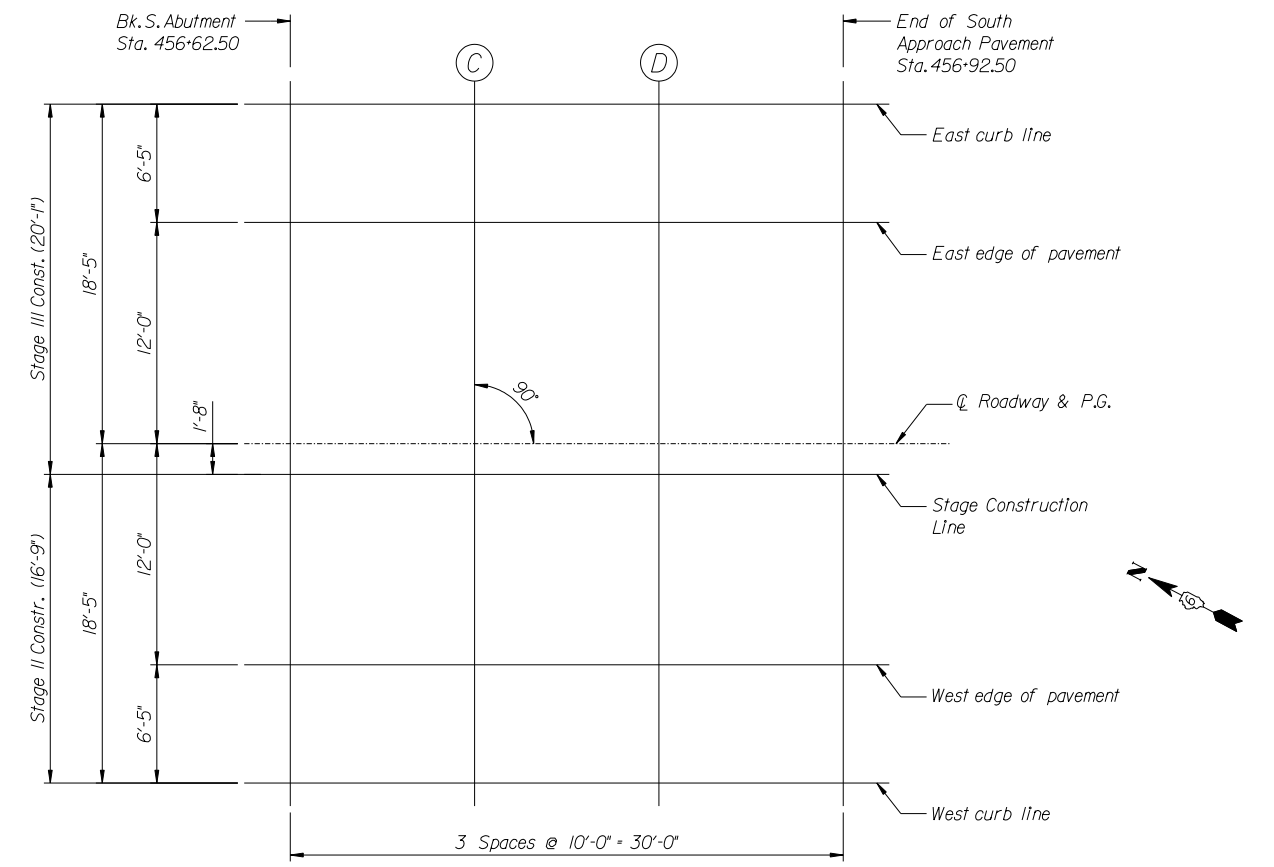 Bk. S. Abutment
Sta. 456+62.50
End of South
Approach Pavement
Sta. 456+92.50
C
D
East curb line
6'-5"
Stage III Const. (20'-1")
18'-5"
East edge of pavement
12'-0"
90°
1'-8"
℄ Roadway & P.G.
Stage Construction
Line
12'-0"
Stage II Constr. (16'-9")
18'-5"
N
West edge of pavement
6'-5"
West curb line
3 Spaces @ 10'-0" = 30'-0"